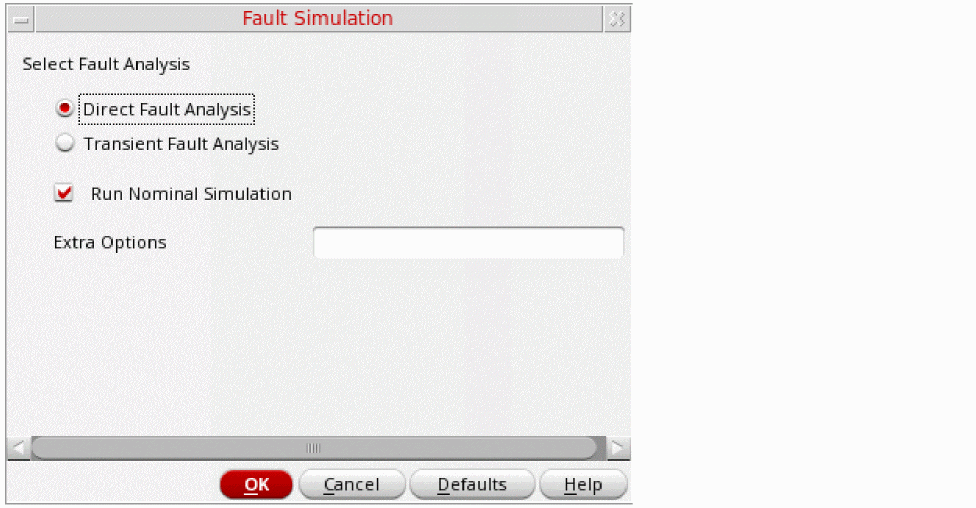 Fault Simulation
Select Fault Analysis
Direct Fault Analysis
Transient Fault Analysis
Run Nominal Simulation
Extra Options
OK Cancel Defaults Help